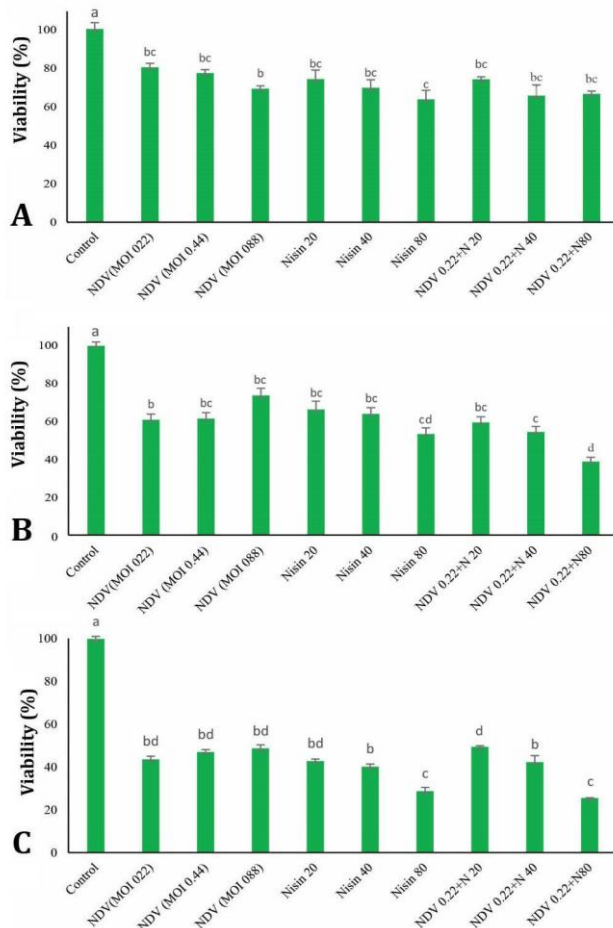 a
100
bc
bc
b
bc
bc
c
bc
bc
bc
80
60
40
20
0
Viability (%)
A
Control
NDV(MOI 022)
NDV (MOI 0.44)
NDV (MOI 088)
Nisin 20
Nisin 40
Nisin 80
NDV 0.22+N 20
NDV 0.22+N 40
NDV 0.22+N80
a
100
b
bc
bc
bc
bc
cd
bc
c
d
80
60
40
20
0
Viability (%)
B
Control
NDV(MOI 022)
NDV (MOI 0.44)
NDV (MOI 088)
Nisin 20
Nisin 40
Nisin 80
NDV 0.22+N 20
NDV 0.22+N 40
NDV 0.22+N80
a
100
bd
bd
bd
bd
b
c
d
b
c
80
60
40
20
0
Viability (%)
C
Control
NDV(MOI 022)
NDV (MOI 0.44)
NDV (MOI 088)
Nisin 20
Nisin 40
Nisin 80
NDV 0.22+N 20
NDV 0.22+N 40
NDV 0.22+N80